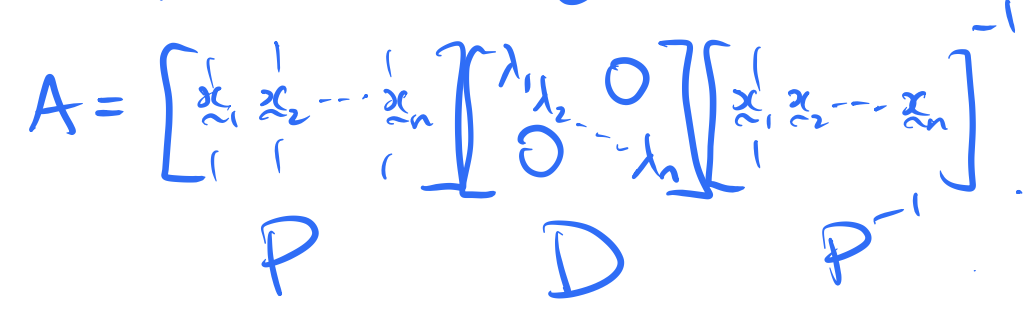 A = [x₁ x₂ ... xₙ][λ₁ λ₂ ... λₙ 0 0][x₁ x₂ ... xₙ]⁻¹
P D P⁻¹